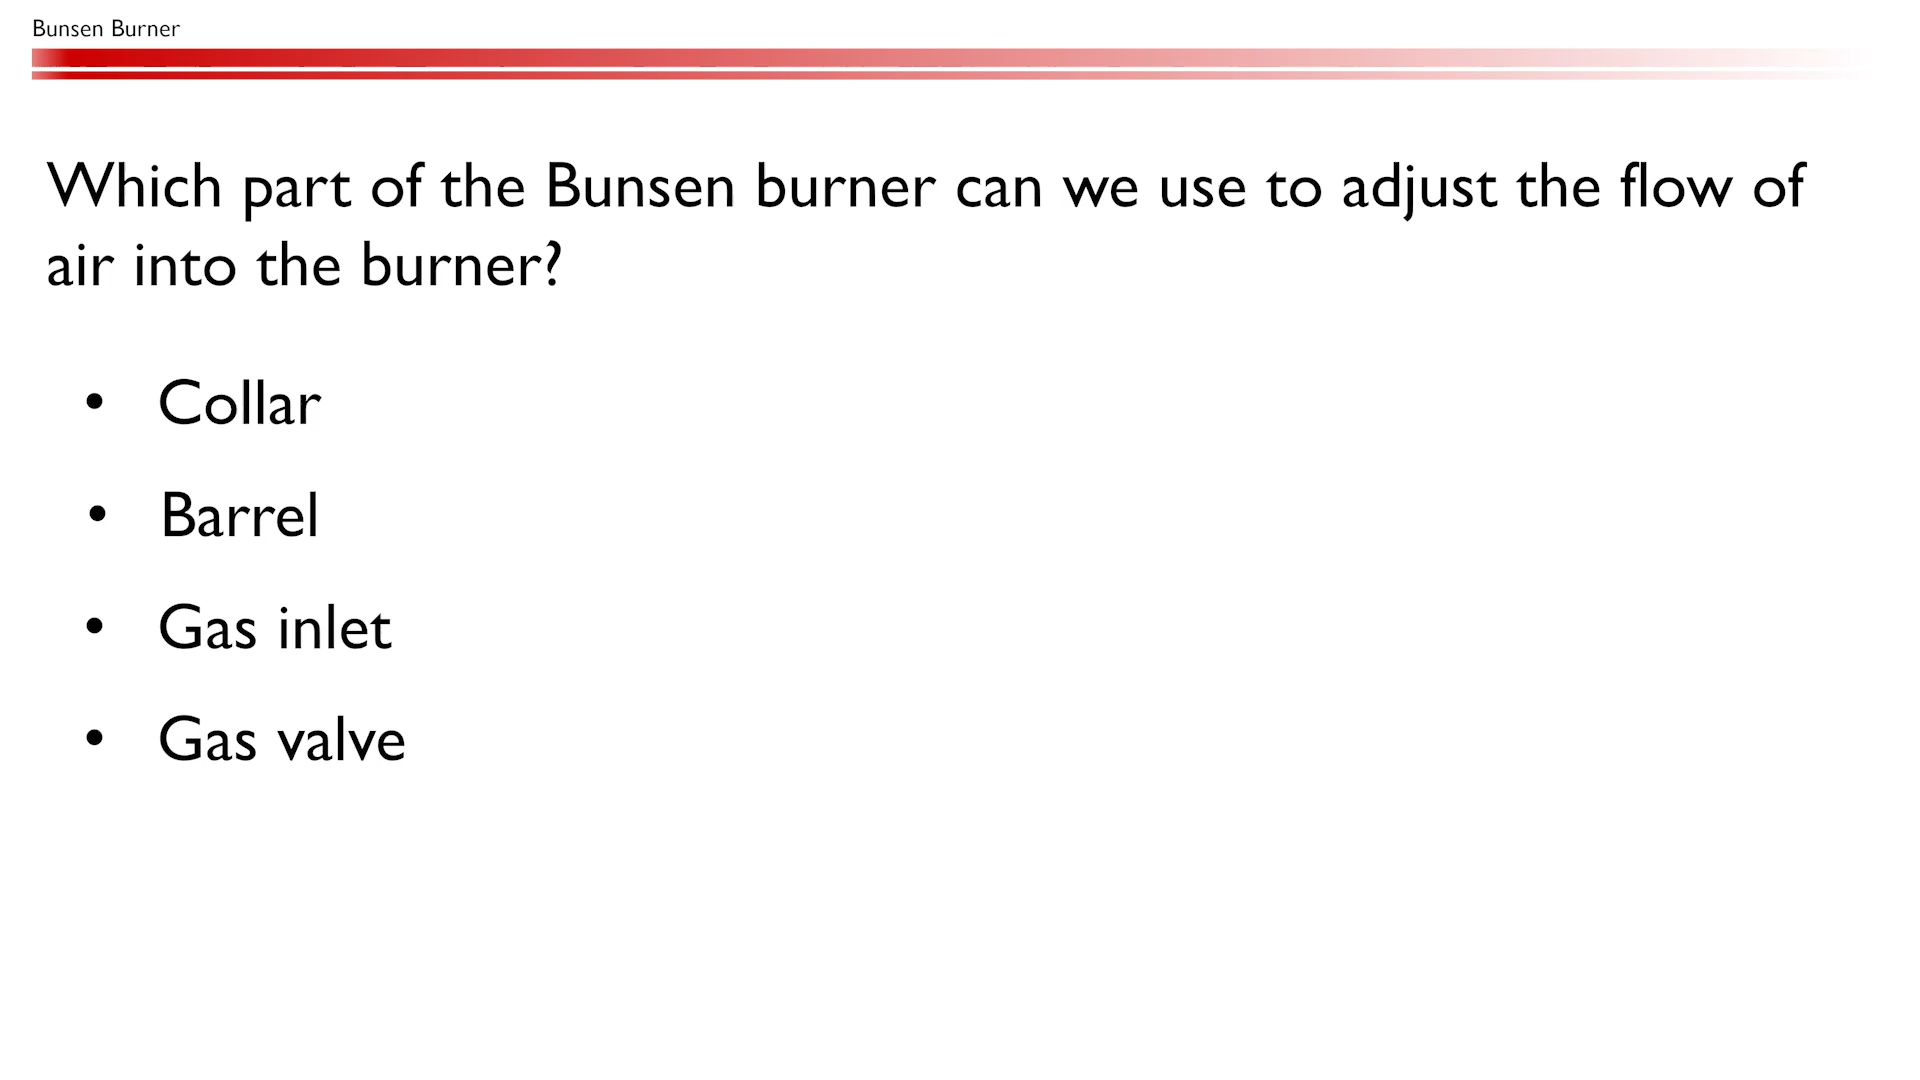 Bunsen Burner
Which part of the Bunsen burner can we use to adjust the flow of
air into the burner?
• Collar
• Barrel
• Gas inlet
• Gas valve